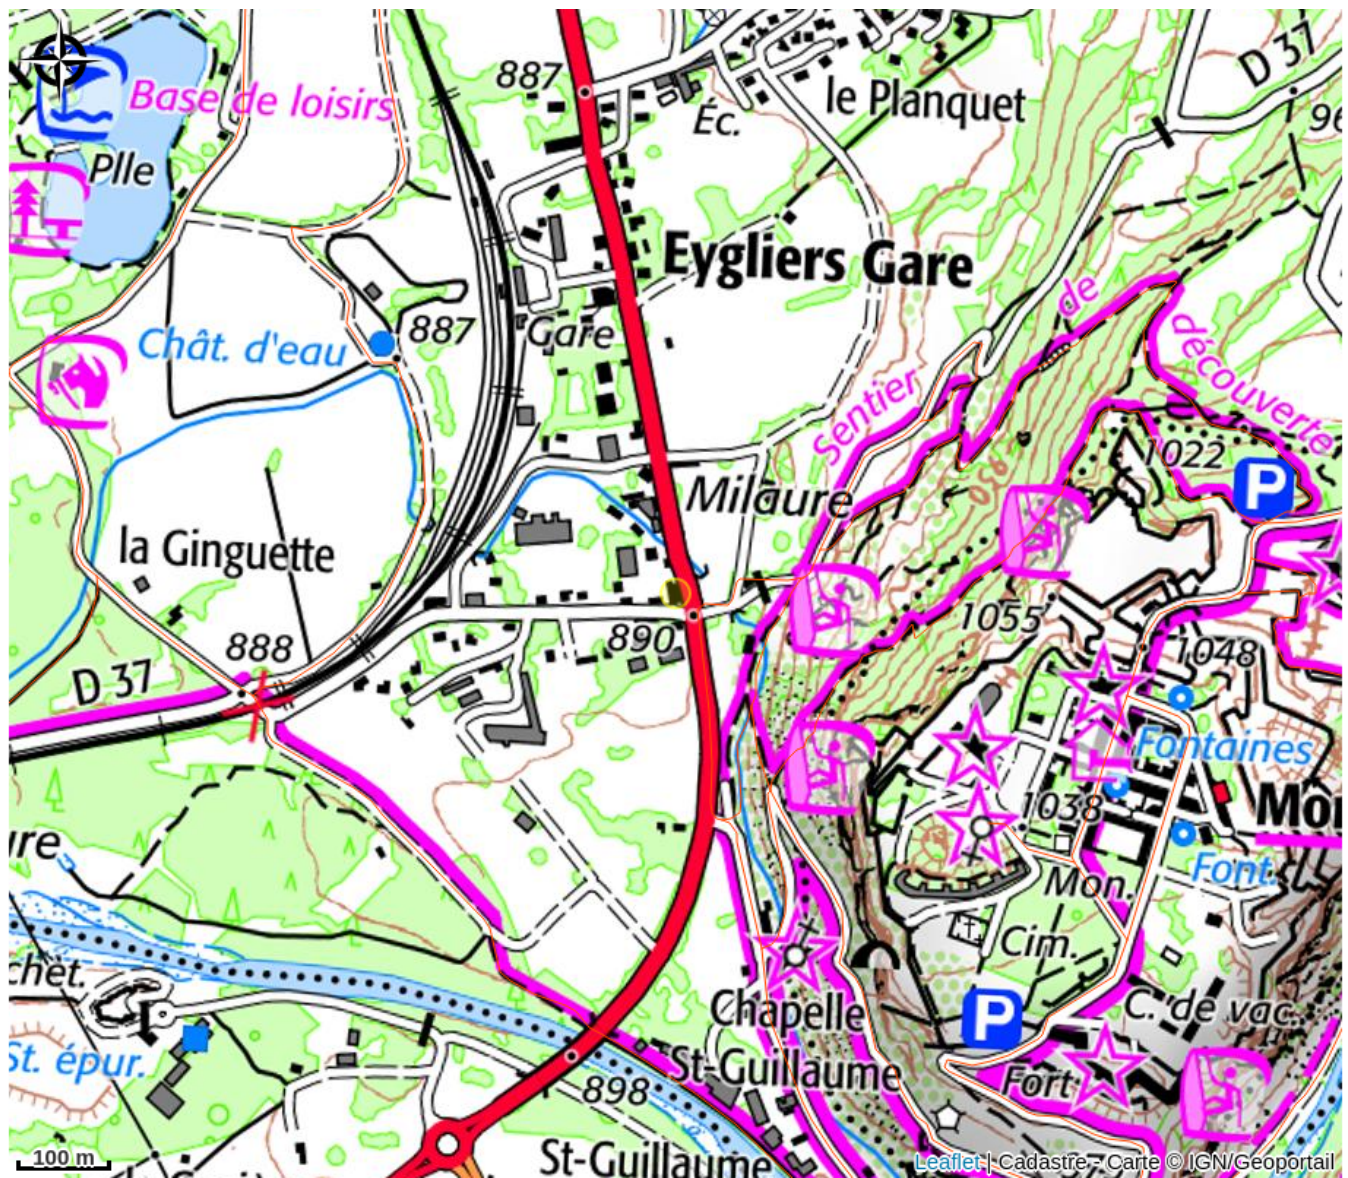 887
Éc.
le Planquet
D 37
96
Base de loisirs
Plle
Eygliers Gare
Gare
887
Chât. d'eau
Sentier
de
découverte
1022
P
930
Milaure
la Ginguette
1055
890
888
1048
D 37
Fontaines
1038
Mon.
Font.
Cim.
Chapelle
St-Guillaume
C. de vac.
P
Fort
St. épur.
898
St-Guillaume
100 m
Leaflet | Cadastre - Carte © IGN/Geoportail